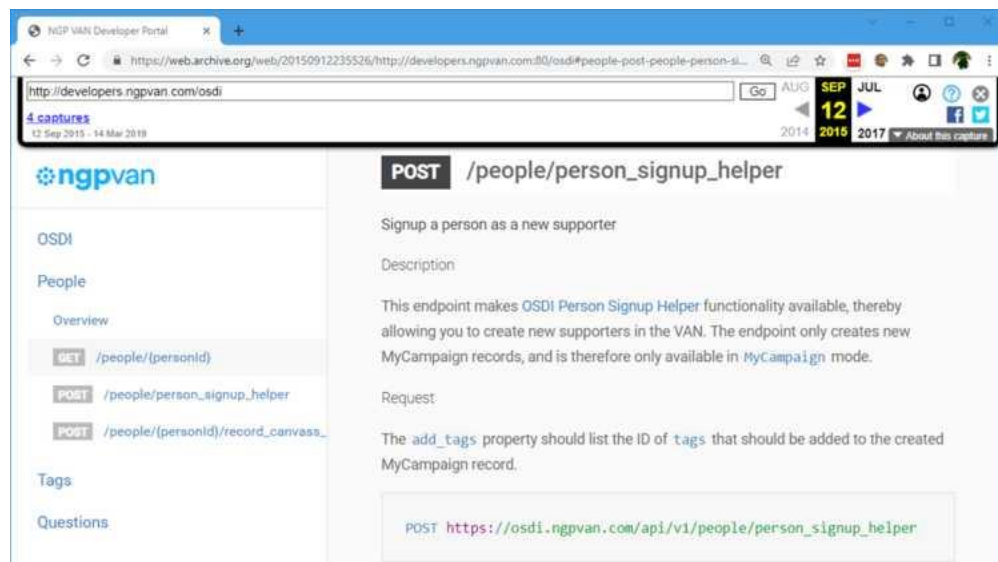 NGP VAN Developer Portal
https://web.archive.org/web/20150912235526/http://developers.ngpvan.com:80/osdi#people-post-people-person-si...
http://developers.ngpvan.com/osdi Go AUG SEP JUL
4 captures 12
12 Sep 2015 - 14 Mar 2019 2014 2015 2017 About this capture
ngpvan
OSDI
People
Overview
GET /people/{personId}
POST /people/person_signup_helper
POST /people/{personId}/record_canvass_
Tags
Questions
POST /people/person_signup_helper
Signup a person as a new supporter
Description
This endpoint makes OSDI Person Signup Helper functionality available, thereby
allowing you to create new supporters in the VAN. The endpoint only creates new
MyCampaign records, and is therefore only available in MyCampaign mode.
Request
The add_tags property should list the ID of tags that should be added to the created
MyCampaign record.
POST https://osdi.ngpvan.com/api/v1/people/person_signup_helper